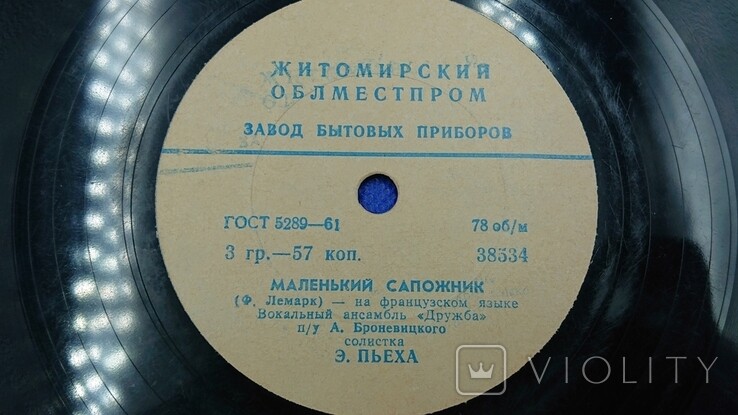 ЖИТОМИРСКИЙ
ОБЛМЕСТПРОМ
ЗАВОД БЫТОВЫХ ПРИБОРОВ
ГОСТ 5289—61 78 об/м
3 гр.—57 коп. 38534
МАЛЕНЬКИЙ САПОЖНИК
(Ф. Лемарк) — на французском языке
Вокальный ансамбль «Дружба»
п/у А. Броневицкого
солистка
Э. ПЬЕХА
VIOLITY